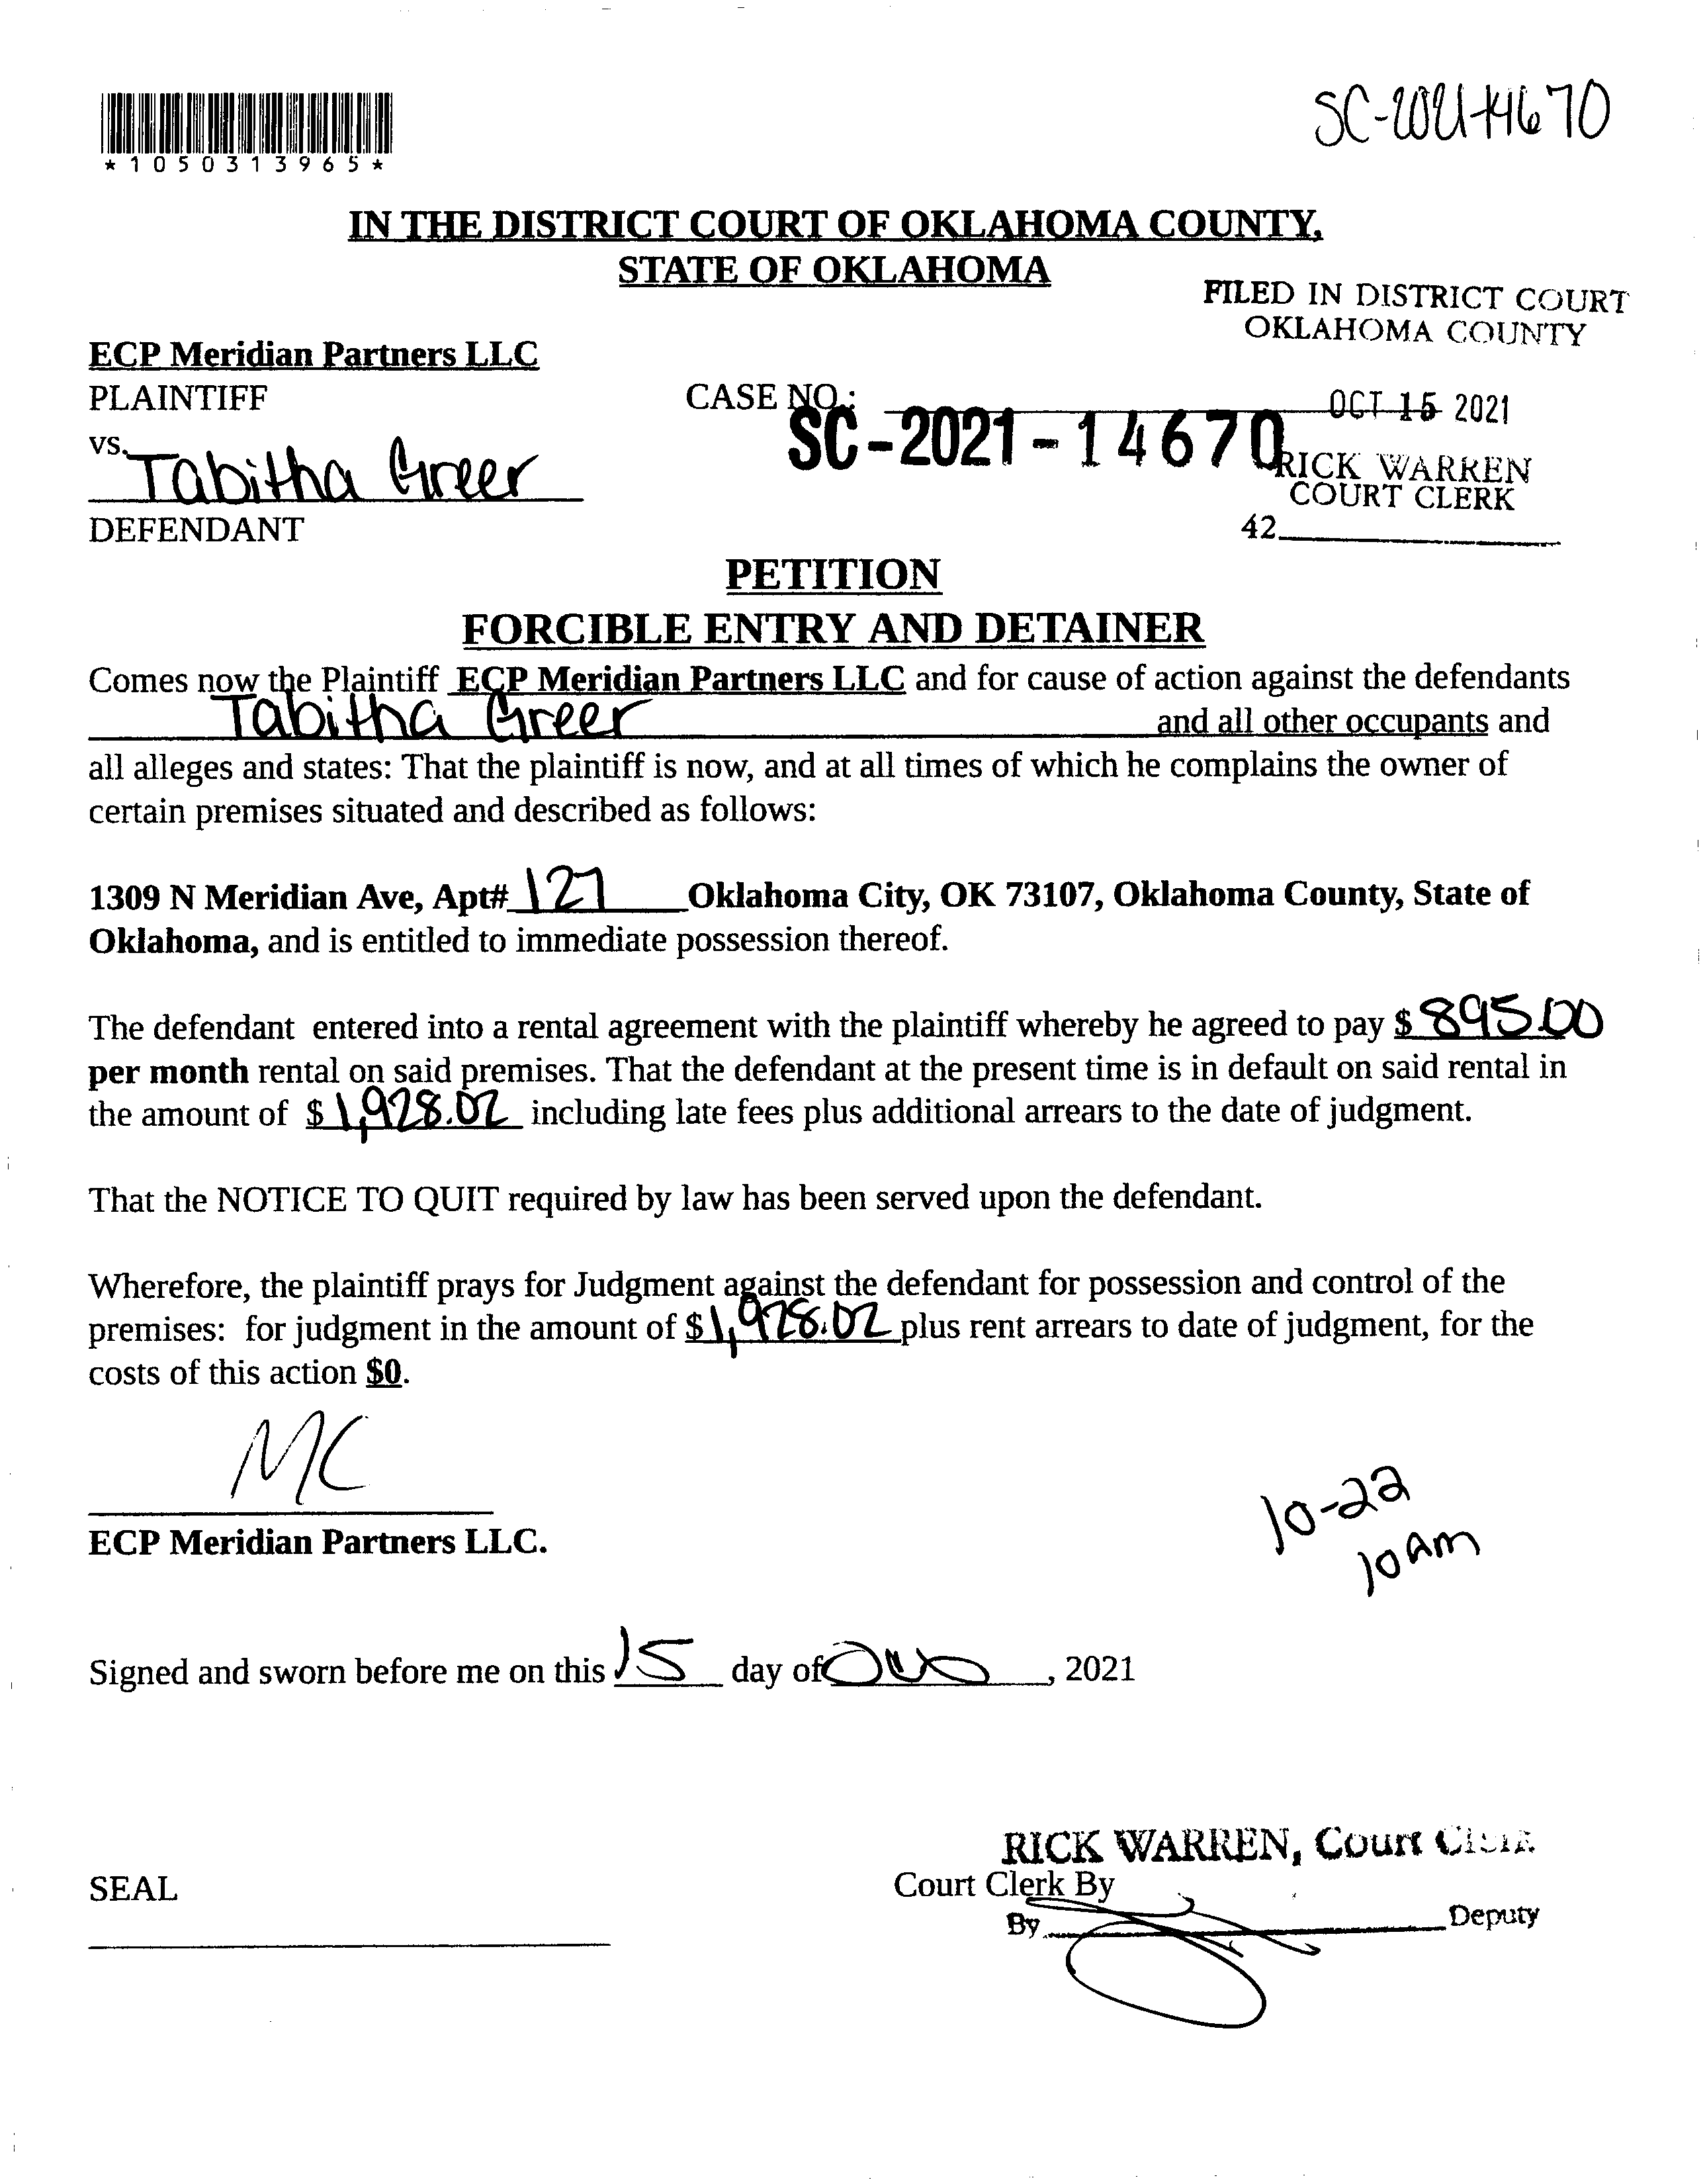 *1050313965*
SC-2021-14670
IN THE DISTRICT COURT OF OKLAHOMA COUNTY,
STATE OF OKLAHOMA
FILED IN DISTRICT COURT
OKLAHOMA COUNTY
ECP Meridian Partners LLC
PLAINTIFF
CASE NO.:
OCT 15 2021
SC-2021-14670
vs.
Tabitha Greer
RICK WARREN
COURT CLERK
DEFENDANT
42
PETITION
FORCIBLE ENTRY AND DETAINER
Comes now the Plaintiff ECP Meridian Partners LLC and for cause of action against the defendants
Tabitha Greer and all other occupants and
all alleges and states: That the plaintiff is now, and at all times of which he complains the owner of
certain premises situated and described as follows:
1309 N Meridian Ave, Apt# 127 Oklahoma City, OK 73107, Oklahoma County, State of
Oklahoma, and is entitled to immediate possession thereof.
The defendant entered into a rental agreement with the plaintiff whereby he agreed to pay $ 895.00
per month rental on said premises. That the defendant at the present time is in default on said rental in
the amount of $ 1,928.02 including late fees plus additional arrears to the date of judgment.
That the NOTICE TO QUIT required by law has been served upon the defendant.
Wherefore, the plaintiff prays for Judgment against the defendant for possession and control of the
premises: for judgment in the amount of $ 1,928.02 plus rent arrears to date of judgment, for the
costs of this action $0.
MC
ECP Meridian Partners LLC.
10-22
10am
Signed and sworn before me on this 15 day of , 2021
RICK WARREN, Court Clerk
SEAL
Court Clerk By
By Deputy